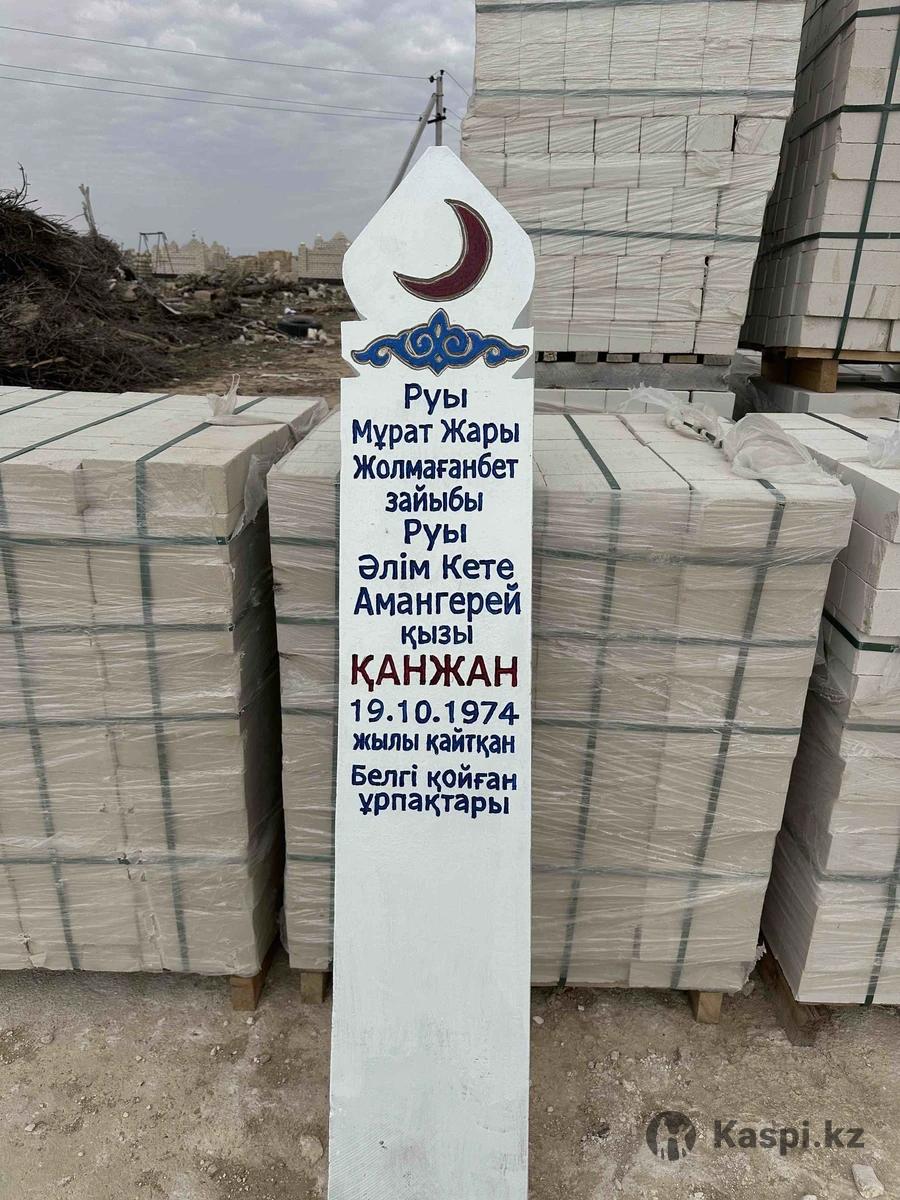 Руы
Мұрат Жары
Жолмағанбет
зайыбы
Руы
Әлім Кете
Амангерей
қызы
ҚАНЖАН
19.10.1974
жылы қайтқан
Белгі қойған
ұрпақтары
Kaspi.kz